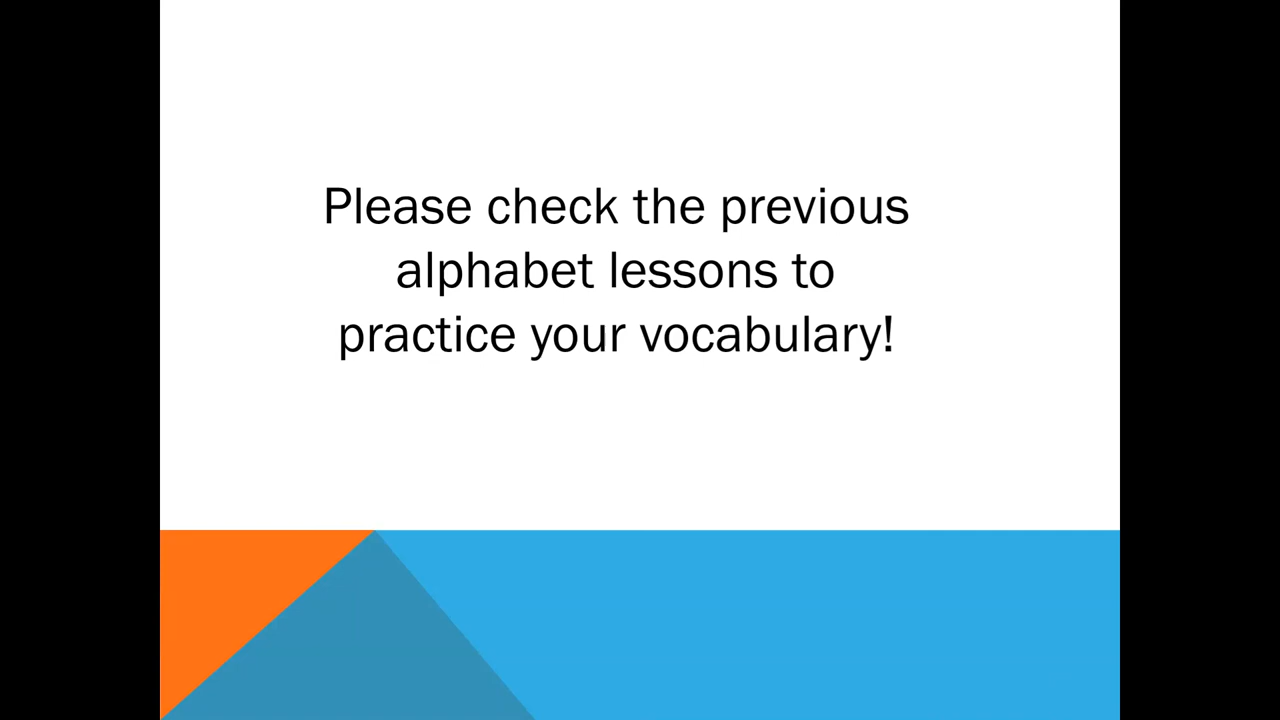 Please check the previous
alphabet lessons to
practice your vocabulary!